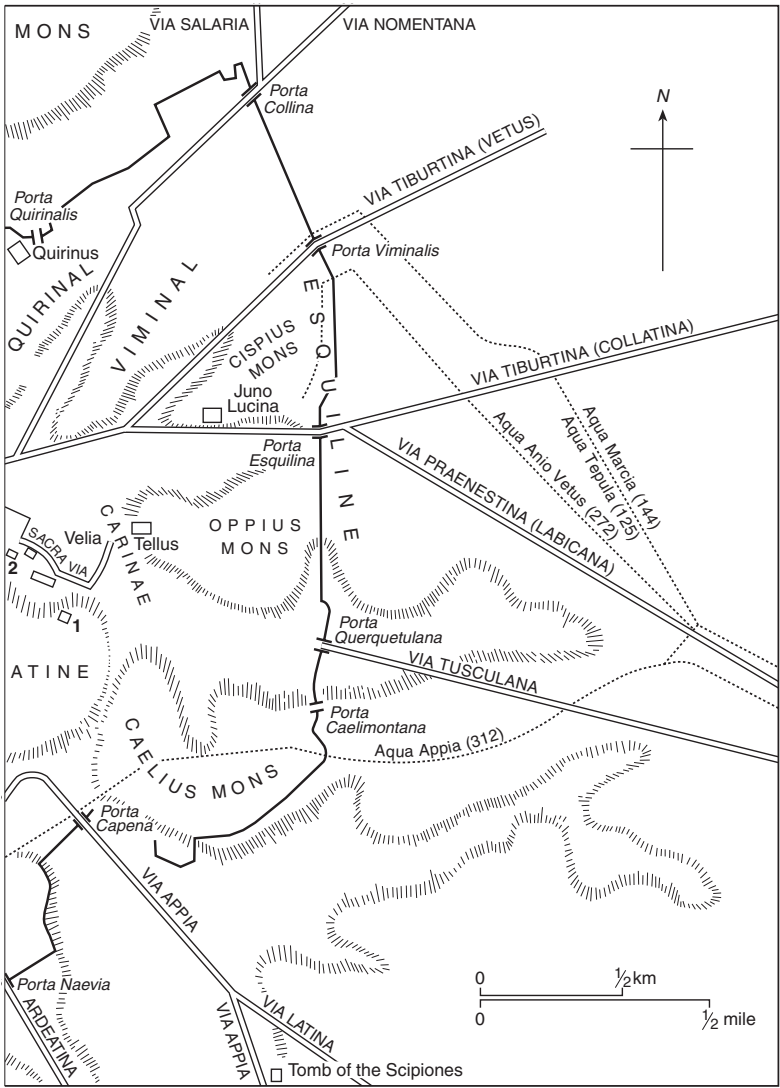 MONS
VIA SALARIA
VIA NOMENTANA
Porta
Collina
N
VIA TIBURTINA (VETUS)
Porta
Quirinalis
Quirinus
Porta Viminalis
QUIRINAL
VIMINAL
ESQUILINE
CISPIUS
MONS
VIA TIBURTINA (COLLATINA)
Juno
Lucina
Porta
Esquilina
Aqua Marcia (144)
Aqua Tepula (125)
Aqua Anio Vetus (272)
VIA PRAENESTINA (LABICANA)
CARINAE
OPPIUS
MONS
SACRA VIA
Velia
Tellus
2
1
Porta
Querquetulana
ATINE
VIA TUSCULANA
Porta
Caelimontana
Aqua Appia (312)
CAELIUS MONS
Porta
Capena
VIA APPIA
Porta Naevia
ARDEATINA
VIA APPIA
VIA LATINA
0
½km
0
½ mile
Tomb of the Scipiones